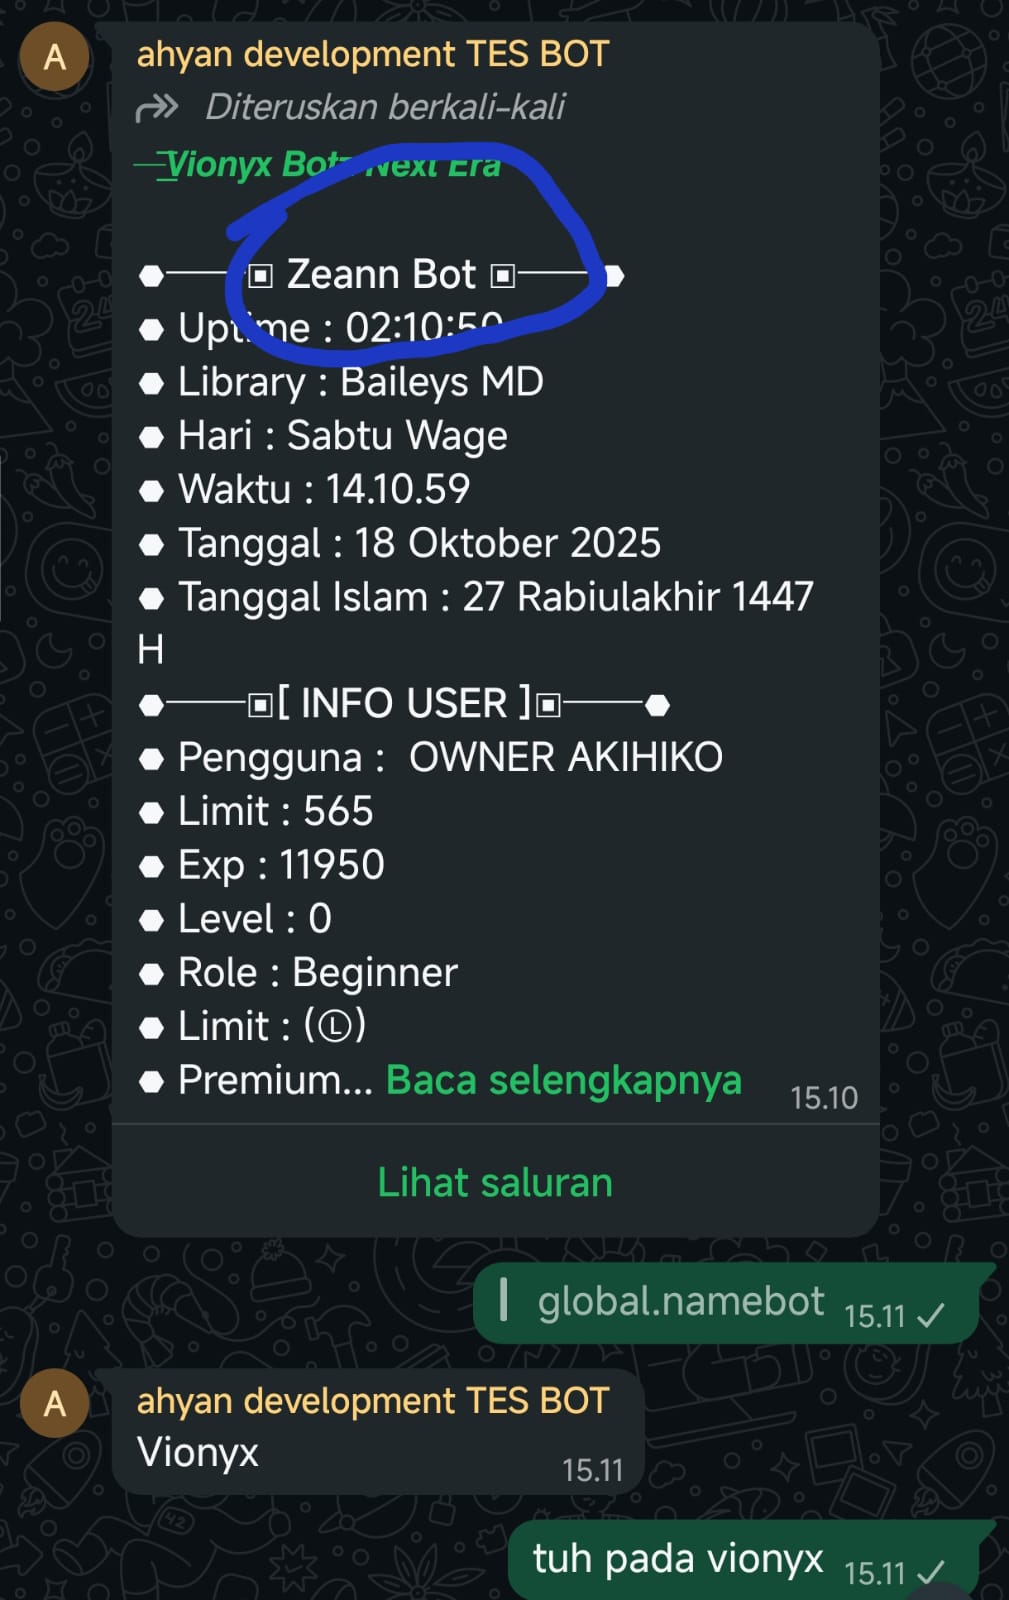 A
ahyan development TES BOT
Diteruskan berkali-kali
Vionyx Bot- Next Era
Zeann Bot
Uptime : 02:10:50
Library : Baileys MD
Hari : Sabtu Wage
Waktu : 14.10.59
Tanggal : 18 Oktober 2025
Tanggal Islam : 27 Rabiulakhir 1447
H
[ INFO USER ]
Pengguna : OWNER AKIHIKO
Limit : 565
Exp : 11950
Level : 0
Role : Beginner
Limit : (Ⓛ)
Premium... Baca selengkapnya 15.10
Lihat saluran
global.namebot 15.11
A
ahyan development TES BOT
Vionyx
15.11
tuh pada vionyx 15.11